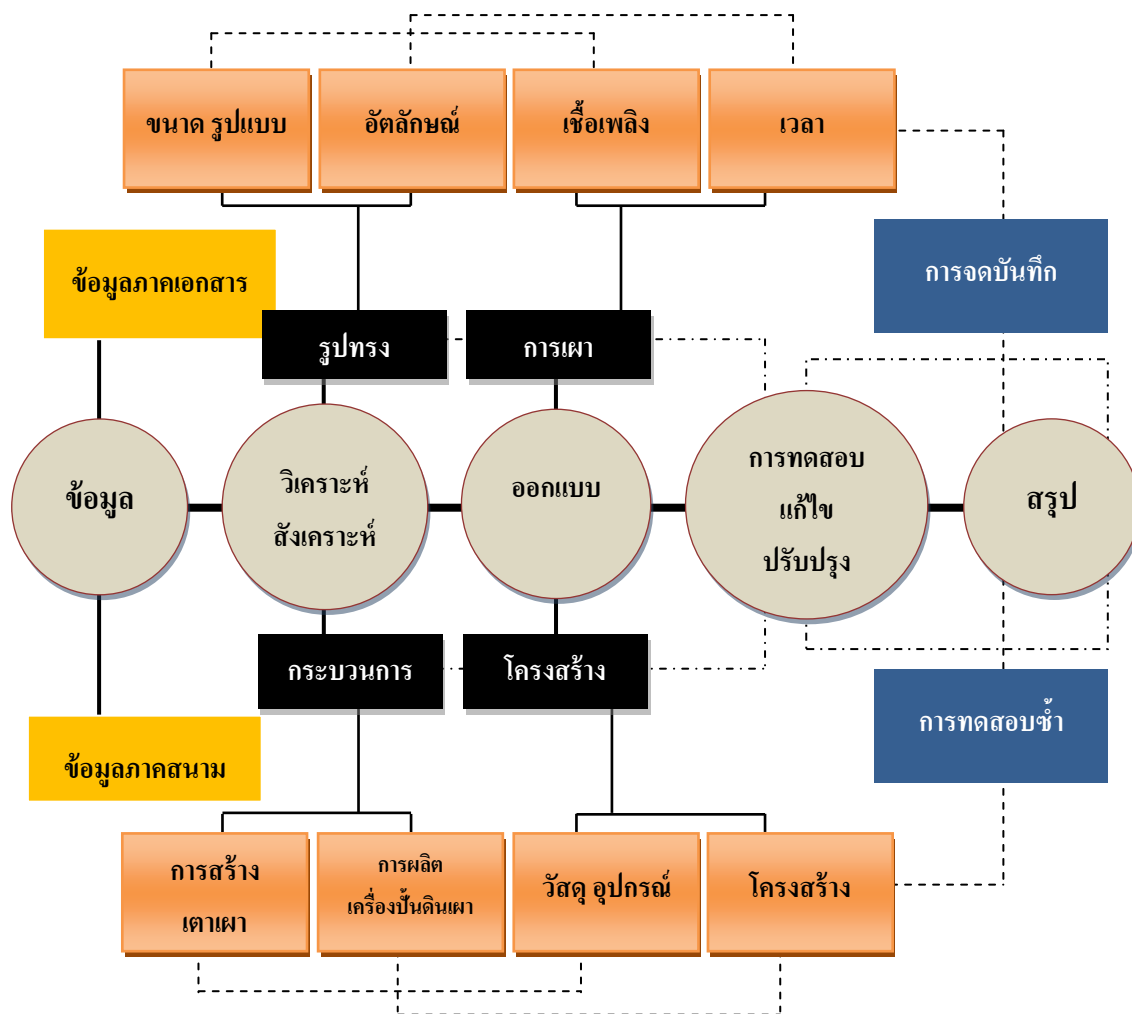 ขนาด รูปแบบ
อัตลักษณ์
เชื้อเพลิง
เวลา
ข้อมูลภาคเอกสาร
การจดบันทึก
รูปทรง
การเผา
ข้อมูล
วิเคราะห์
สังเคราะห์
ออกแบบ
การทดสอบ
แก้ไข
ปรับปรุง
สรุป
กระบวนการ
โครงสร้าง
ข้อมูลภาคสนาม
การทดสอบซ้ำ
การสร้าง
เตาเผา
การผลิต
เครื่องปั้นดินเผา
วัสดุ อุปกรณ์
โครงสร้าง